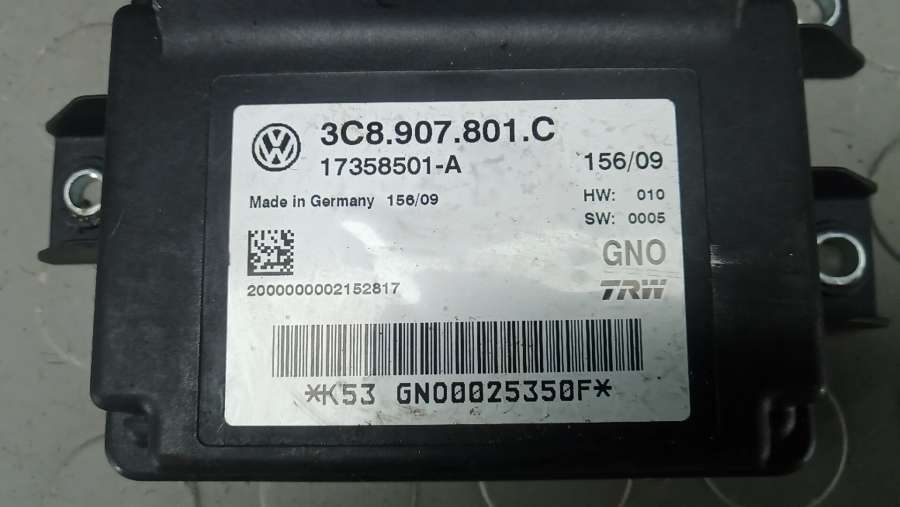 3C8.907.801.C
17358501-A 156/09
Made in Germany 156/09 HW: 010
SW: 0005
GNO
2000000002152817 TRW
*K53 GNO0025350F*